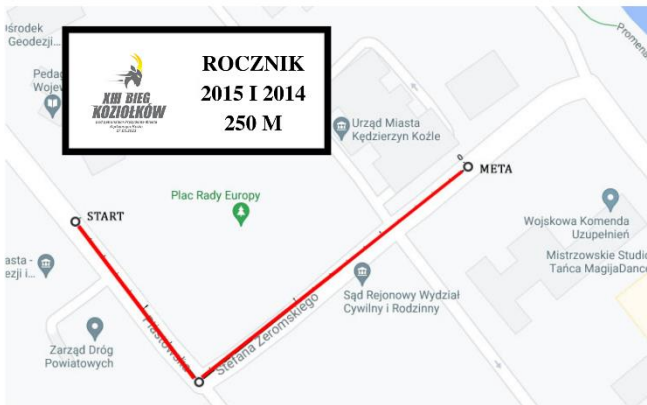 Ośrodek
Geodezji...
Promena
Pedag
Wojew
XIII BIEG
KOZIOŁKÓW
ROCZNIK
2015 I 2014
250 M
Urząd Miasta
Kędzierzyn Koźle
META
Plac Rady Europy
START
Wojskowa Komenda
Uzupełnień
asta -
ezji i...
Mistrzowskie Studio
Tańca MagijaDance
Sąd Rejonowy Wydział
Cywilny i Rodzinny
Piastowska
Stefana Żeromskiego
Zarząd Dróg
Powiatowych